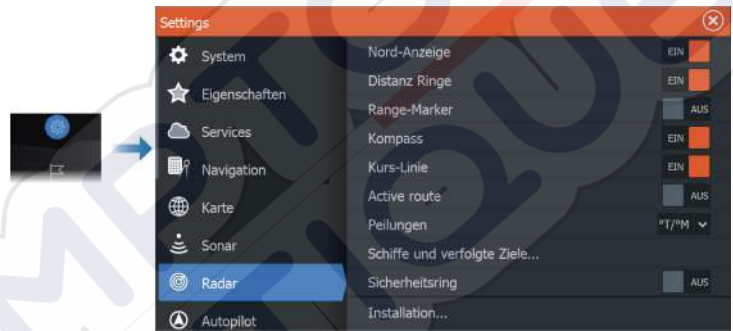 Settings
System
Eigenschaften
Services
Navigation
Karte
Sonar
Radar
Autopilot
Nord-Anzeige EIN
Distanz Ringe EIN
Range-Marker AUS
Kompass EIN
Kurs-Linie EIN
Active route AUS
Peilungen °T/°M
Schiffe und verfolgte Ziele...
Sicherheitsring AUS
Installation...